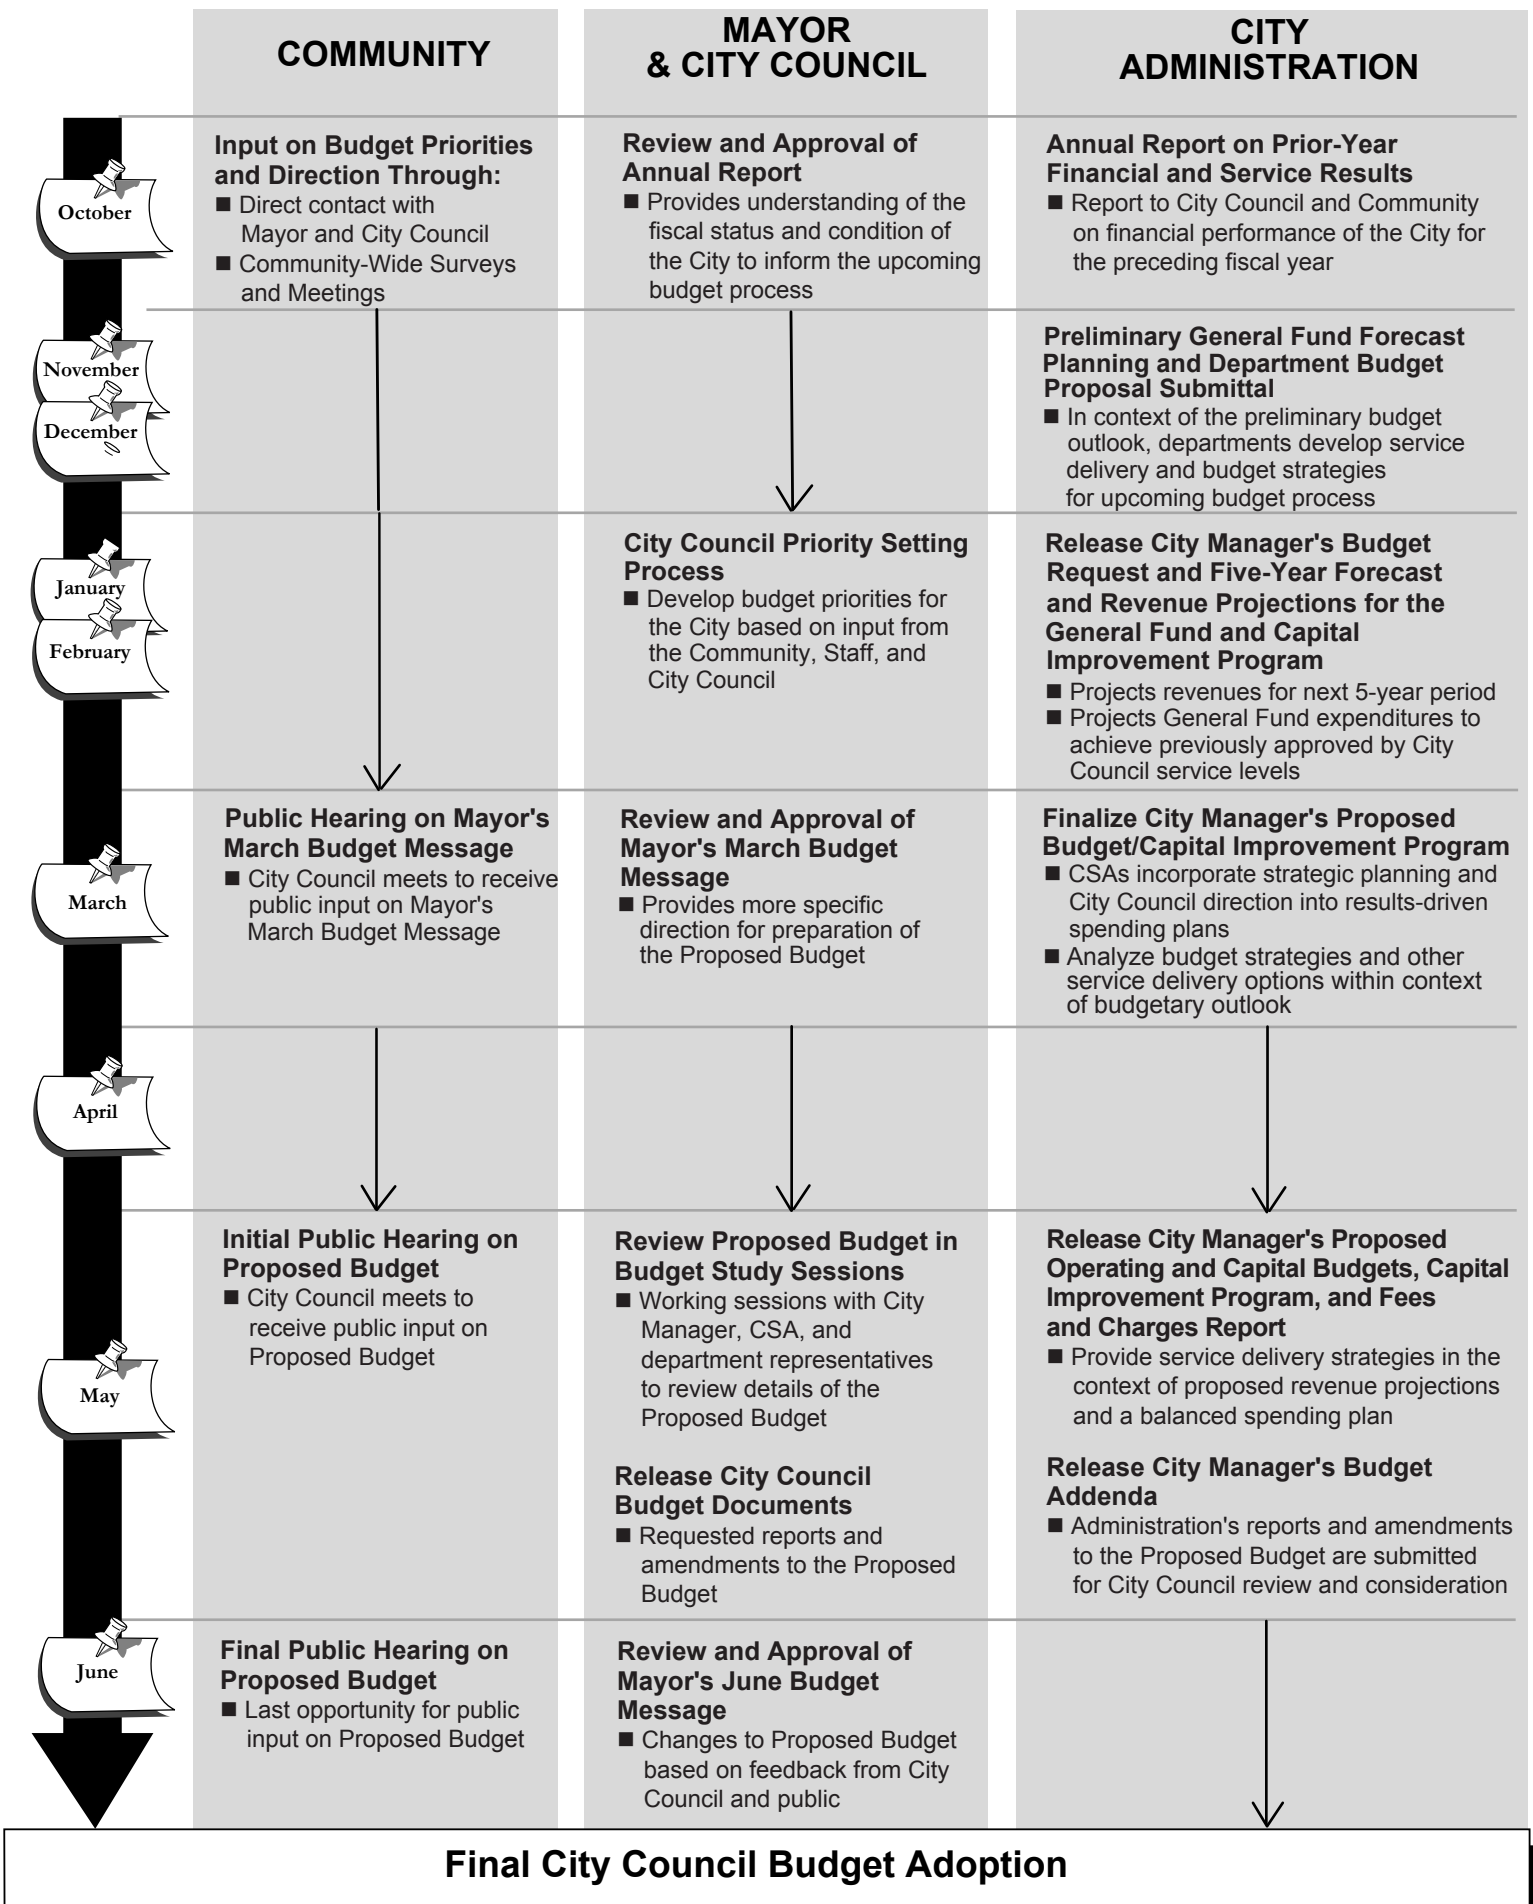 COMMUNITY
MAYOR
& CITY COUNCIL
CITY
ADMINISTRATION
October
Input on Budget Priorities
and Direction Through:
■ Direct contact with
Mayor and City Council
■ Community-Wide Surveys
and Meetings
Review and Approval of
Annual Report
■ Provides understanding of the
fiscal status and condition of
the City to inform the upcoming
budget process
Annual Report on Prior-Year
Financial and Service Results
■ Report to City Council and Community
on financial performance of the City for
the preceding fiscal year
November
December
Preliminary General Fund Forecast
Planning and Department Budget
Proposal Submittal
■ In context of the preliminary budget
outlook, departments develop service
delivery and budget strategies
for upcoming budget process
January
February
City Council Priority Setting
Process
■ Develop budget priorities for
the City based on input from
the Community, Staff, and
City Council
Release City Manager's Budget
Request and Five-Year Forecast
and Revenue Projections for the
General Fund and Capital
Improvement Program
■ Projects revenues for next 5-year period
■ Projects General Fund expenditures to
achieve previously approved by City
Council service levels
March
Public Hearing on Mayor's
March Budget Message
■ City Council meets to receive
public input on Mayor's
March Budget Message
Review and Approval of
Mayor's March Budget
Message
■ Provides more specific
direction for preparation of
the Proposed Budget
Finalize City Manager's Proposed
Budget/Capital Improvement Program
■ CSAs incorporate strategic planning and
City Council direction into results-driven
spending plans
■ Analyze budget strategies and other
service delivery options within context
of budgetary outlook
April
May
Initial Public Hearing on
Proposed Budget
■ City Council meets to
receive public input on
Proposed Budget
Review Proposed Budget in
Budget Study Sessions
■ Working sessions with City
Manager, CSA, and
department representatives
to review details of the
Proposed Budget
Release City Council
Budget Documents
■ Requested reports and
amendments to the Proposed
Budget
Release City Manager's Proposed
Operating and Capital Budgets, Capital
Improvement Program, and Fees
and Charges Report
■ Provide service delivery strategies in the
context of proposed revenue projections
and a balanced spending plan
Release City Manager's Budget
Addenda
■ Administration's reports and amendments
to the Proposed Budget are submitted
for City Council review and consideration
June
Final Public Hearing on
Proposed Budget
■ Last opportunity for public
input on Proposed Budget
Review and Approval of
Mayor's June Budget
Message
■ Changes to Proposed Budget
based on feedback from City
Council and public
Final City Council Budget Adoption